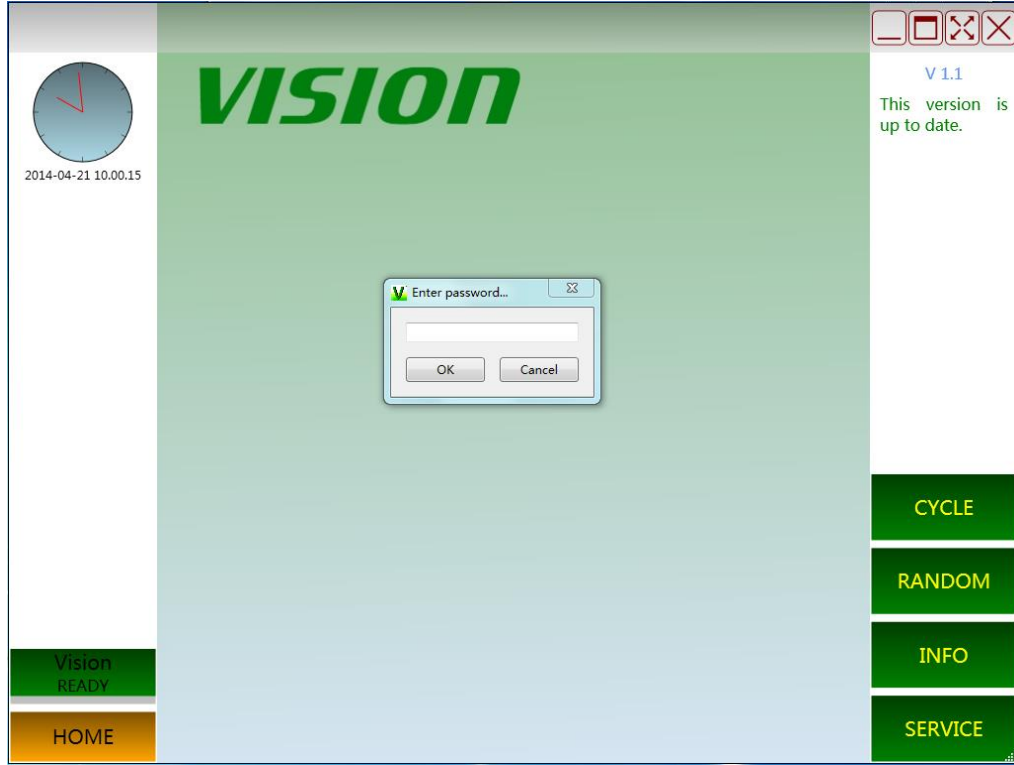 VISION
V 1.1
This version is
up to date.
2014-04-21 10.00.15
Enter password...
OK
Cancel
CYCLE
RANDOM
INFO
SERVICE
Vision
READY
HOME